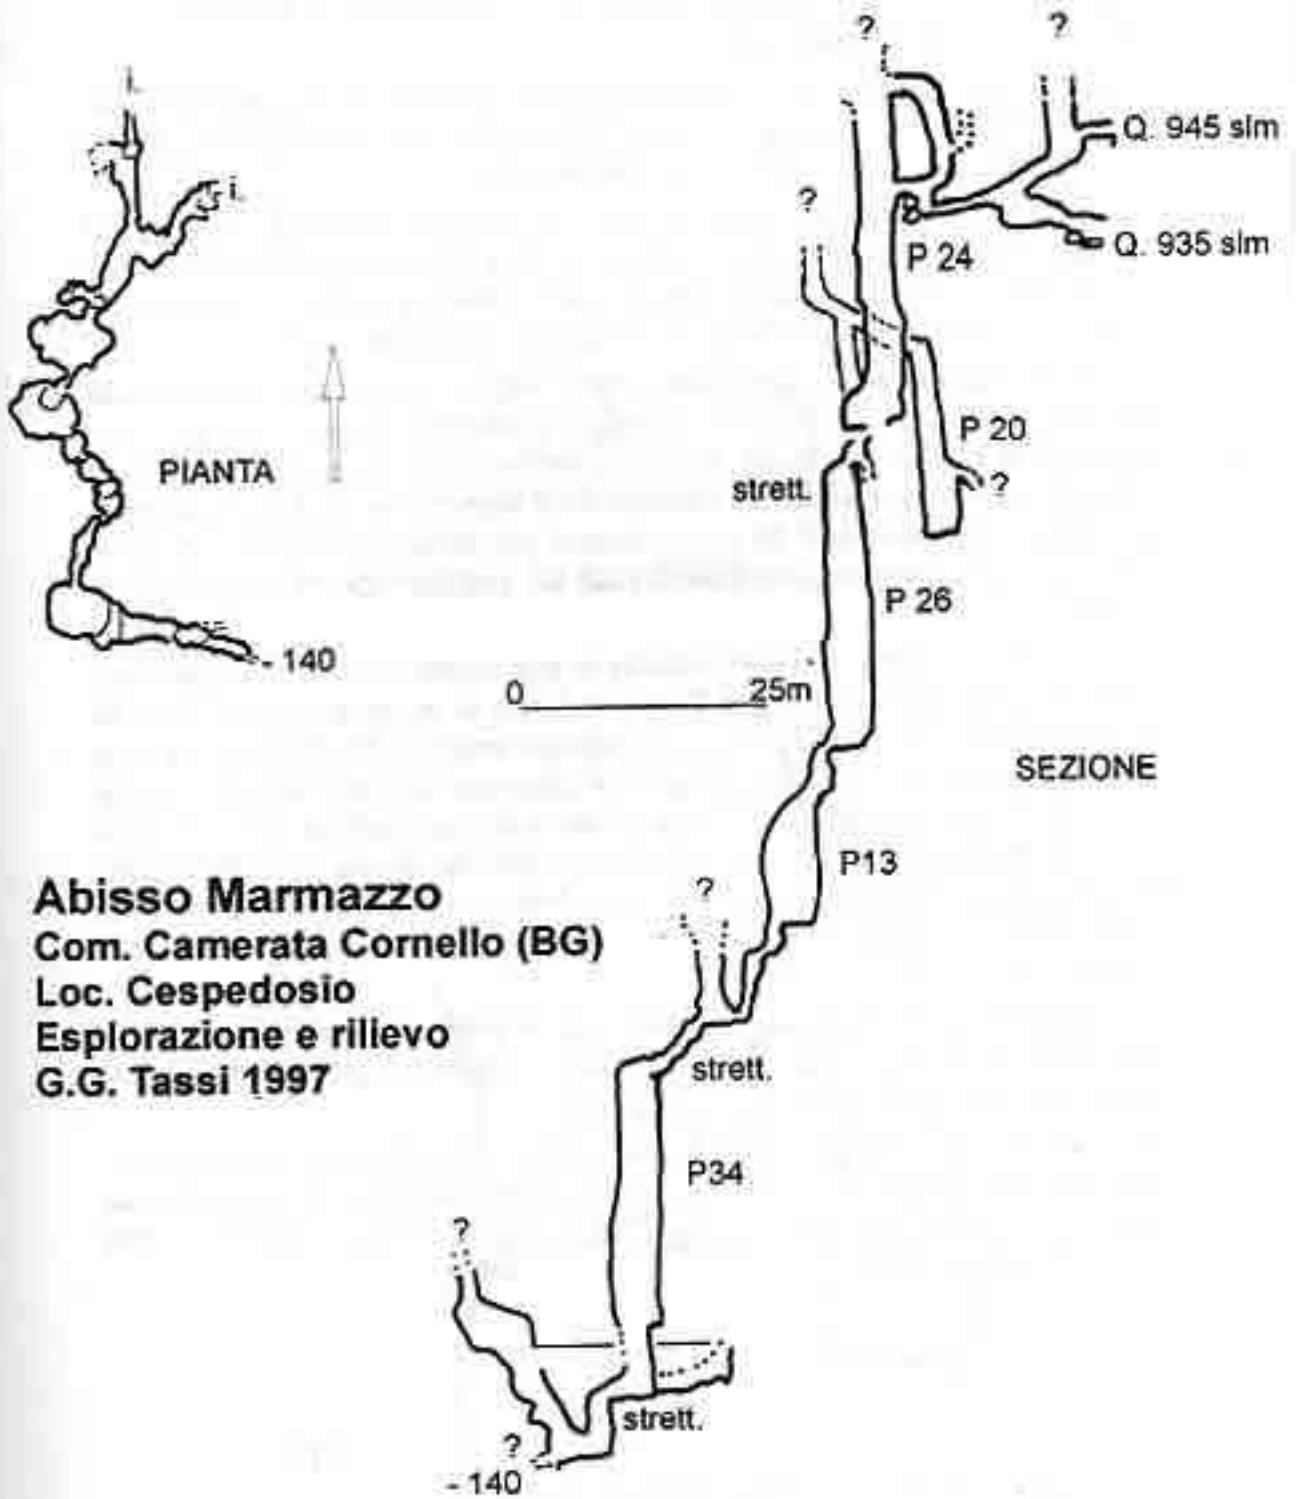 ?
?
i.
Q. 945 slm
i.
?
P 24
Q. 935 slm
P 20
PIANTA
strett.
?
P 26
- 140
0
25m
SEZIONE
P13
Abisso Marmazzo
?
Com. Camerata Cornello (BG)
Loc. Cespedosio
Esplorazione e rilievo
strett.
G.G. Tassi 1997
P34
?
strett.
?
- 140